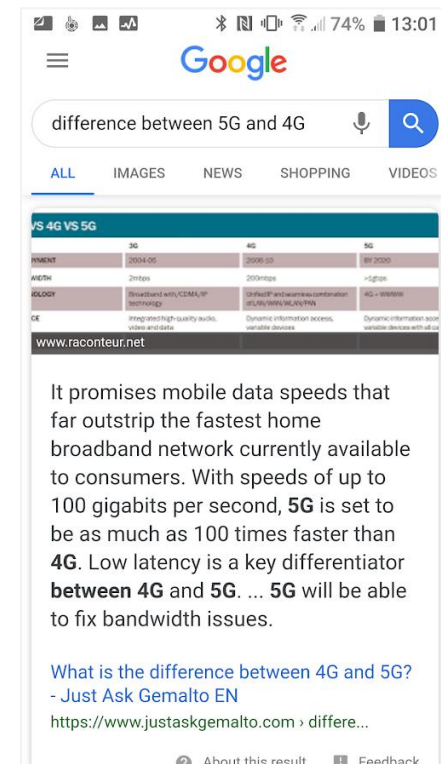 74% 13:01
Google
difference between 5G and 4G
ALL IMAGES NEWS SHOPPING VIDEOS
VS 4G VS 5G
3G 4G 5G
2004-05 2006-10 BY 2020
2mbps 200mbps >1gbps
Broadband with/CDMA/IP
technology
Unified IP and seamless combination
of LAN/WAN/WLAN/PAN
4G + WWWW
Integrated high-quality audio,
video and data
Dynamic information access,
variable devices
www.raconteur.net
It promises mobile data speeds that
far outstrip the fastest home
broadband network currently available
to consumers. With speeds of up to
100 gigabits per second, 5G is set to
be as much as 100 times faster than
4G. Low latency is a key differentiator
between 4G and 5G. ... 5G will be able
to fix bandwidth issues.
What is the difference between 4G and 5G?
- Just Ask Gemalto EN
https://www.justaskgemalto.com › differe...
About this result Feedback